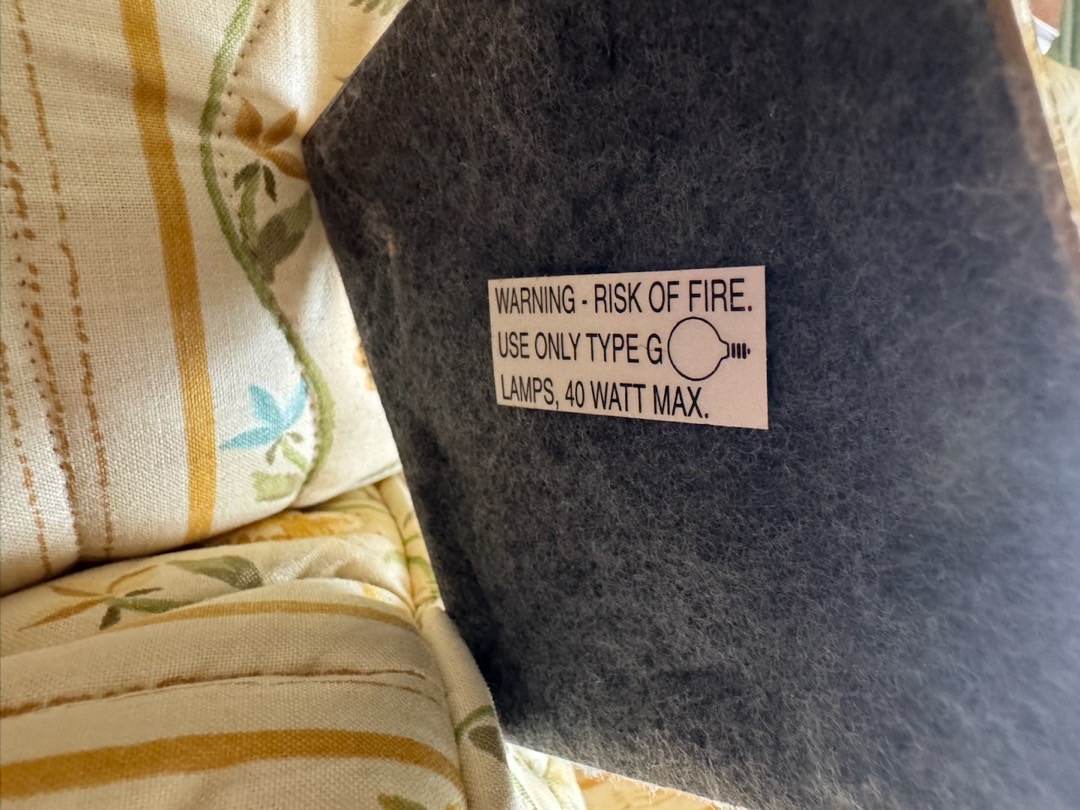 WARNING - RISK OF FIRE.
USE ONLY TYPE G
LAMPS, 40 WATT MAX.